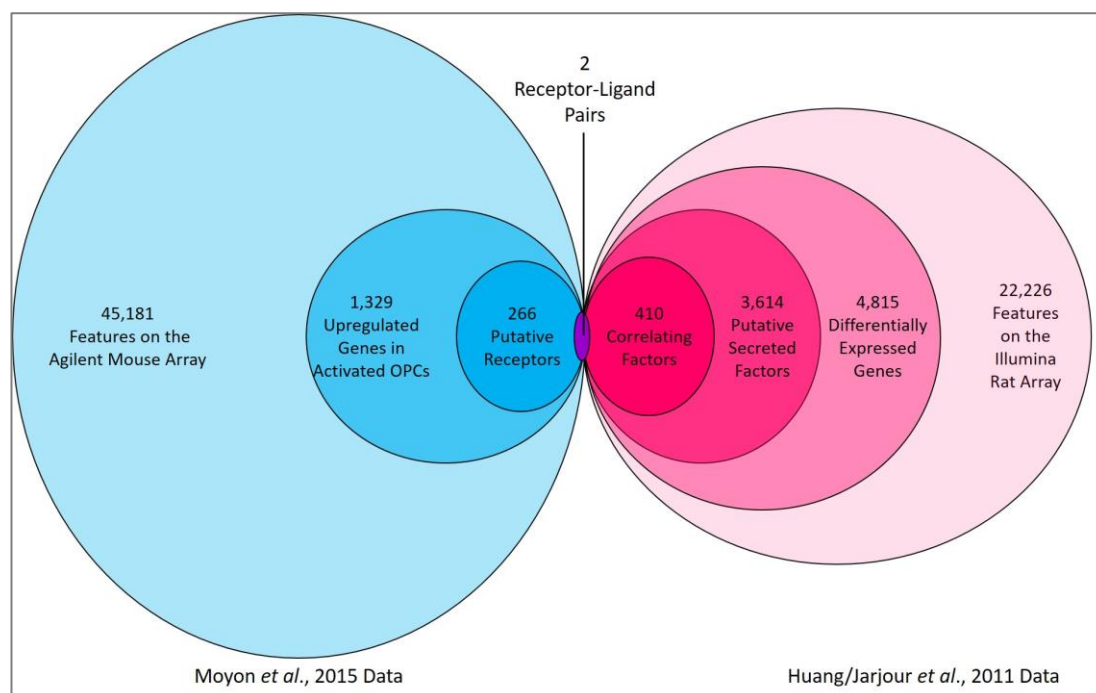 2
Receptor-Ligand
Pairs
45,181
Features on the
Agilent Mouse Array
1,329
Upregulated
Genes in
Activated OPCs
266
Putative
Receptors
410
Correlating
Factors
3,614
Putative
Secreted
Factors
4,815
Differentially
Expressed
Genes
22,226
Features
on the
Illumina
Rat Array
Moyon et al., 2015 Data
Huang/Jarjour et al., 2011 Data